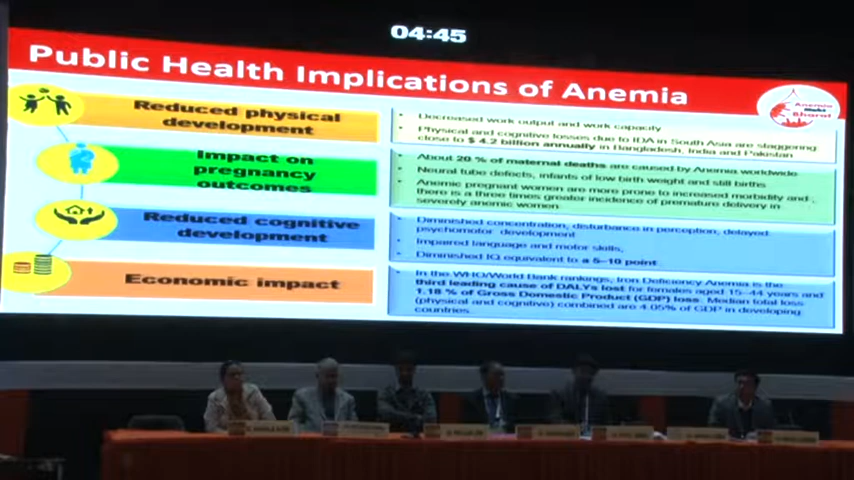 04:45
Public Health Implications of Anemia
Anemia
Mukt
Bharat
Reduced physical
development
• Decreased work output and work capacity
• Physical and cognitive losses due to IDA in South Asia are staggering
close to $ 4.2 billion annually in Bangladesh, India and Pakistan
Impact on
pregnancy
outcomes
• About 20 % of maternal deaths are caused by Anemia worldwide
• Neural tube defects, infants of low birth weight and still births
• Anemic pregnant women are more prone to increased morbidity and
there is a three times greater incidence of premature delivery in
severely anemic women
Reduced cognitive
development
• Diminished concentration, disturbance in perception, delayed
psychomotor development
• Impaired language and motor skills,
• Diminished IQ equivalent to a 5–10 point
Economic impact
• In the WHO/World Bank rankings, Iron Deficiency Anemia is the
third leading cause of DALYs lost for females aged 15–44 years and
1.18 % of Gross Domestic Product (GDP) loss. Median total loss
(physical and cognitive) combined are 4.05% of GDP in developing
countries.